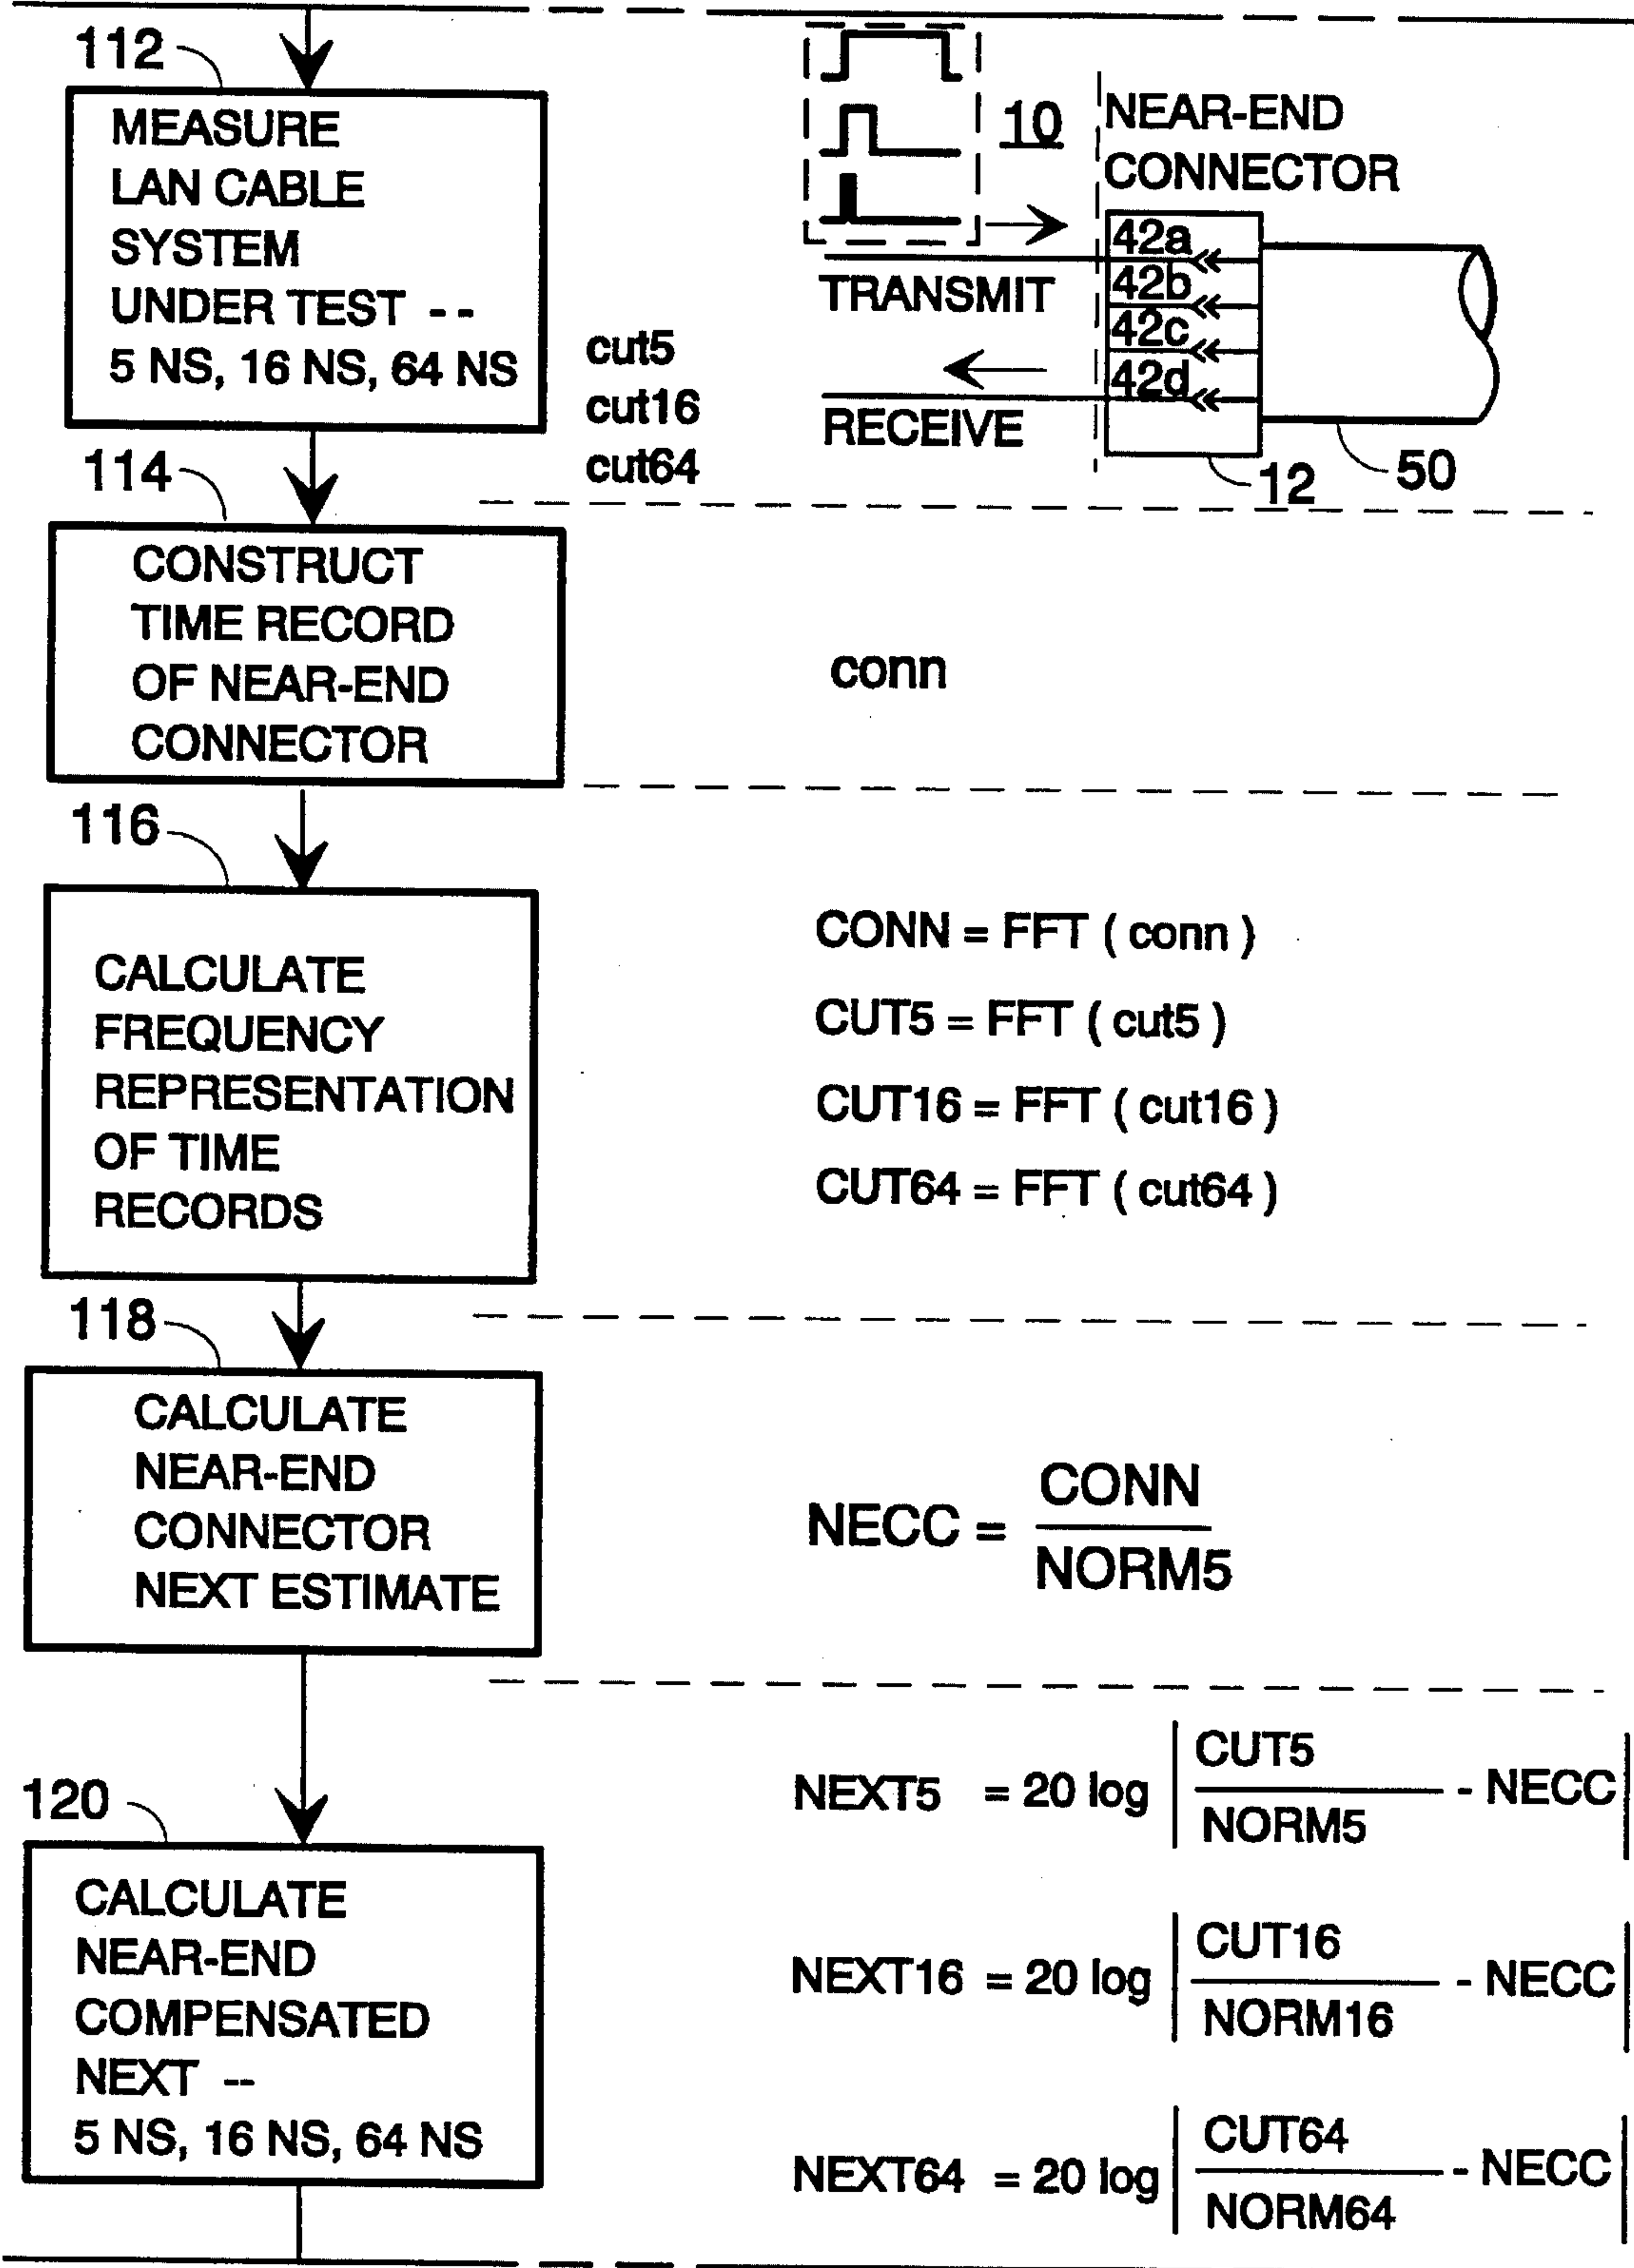 112
MEASURE
LAN CABLE
SYSTEM
UNDER TEST --
5 NS, 16 NS, 64 NS
cut5
cut16
cut64
10
NEAR-END
CONNECTOR
42a
42b
42c
42d
TRANSMIT
RECEIVE
12
50
114
CONSTRUCT
TIME RECORD
OF NEAR-END
CONNECTOR
conn
116
CALCULATE
FREQUENCY
REPRESENTATION
OF TIME
RECORDS
CONN = FFT ( conn )
CUT5 = FFT ( cut5 )
CUT16 = FFT ( cut16 )
CUT64 = FFT ( cut64 )
118
CALCULATE
NEAR-END
CONNECTOR
NEXT ESTIMATE
NECC = CONN
NORM5
120
CALCULATE
NEAR-END
COMPENSATED
NEXT --
5 NS, 16 NS, 64 NS
NEXT5 = 20 log | CUT5 - NECC |
NORM5
NEXT16 = 20 log | CUT16 - NECC |
NORM16
NEXT64 = 20 log | CUT64 - NECC |
NORM64